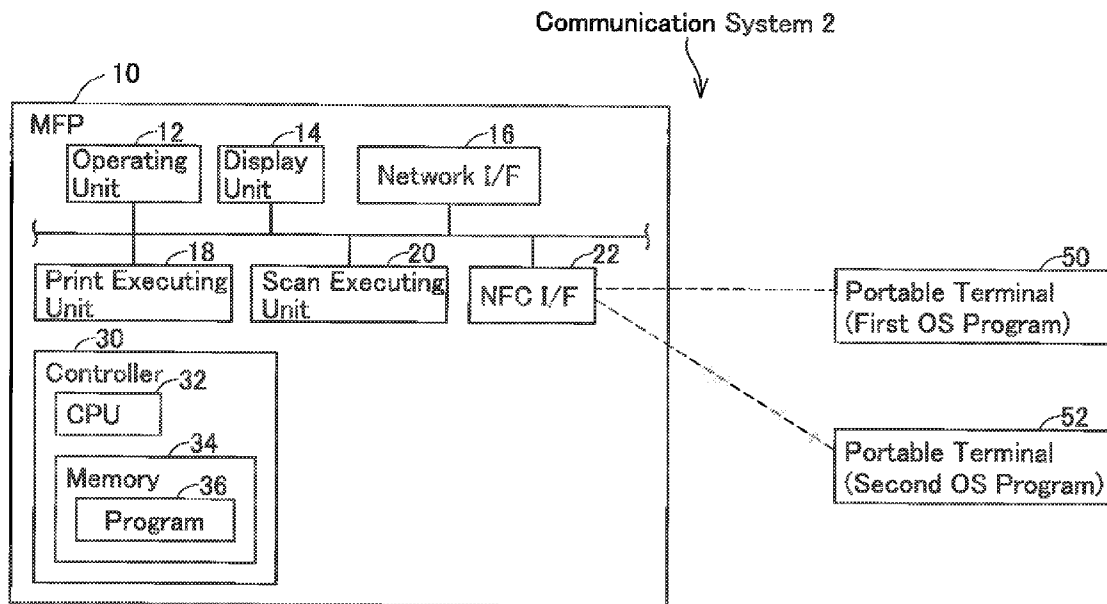 Communication System 2
10
MFP
12
14
16
Operating
Unit
Display
Unit
Network I/F
18
20
22
50
Print Executing
Unit
Scan Executing
Unit
NFC I/F
Portable Terminal
(First OS Program)
30
Controller
32
CPU
34
52
Memory
36
Program
Portable Terminal
(Second OS Program)